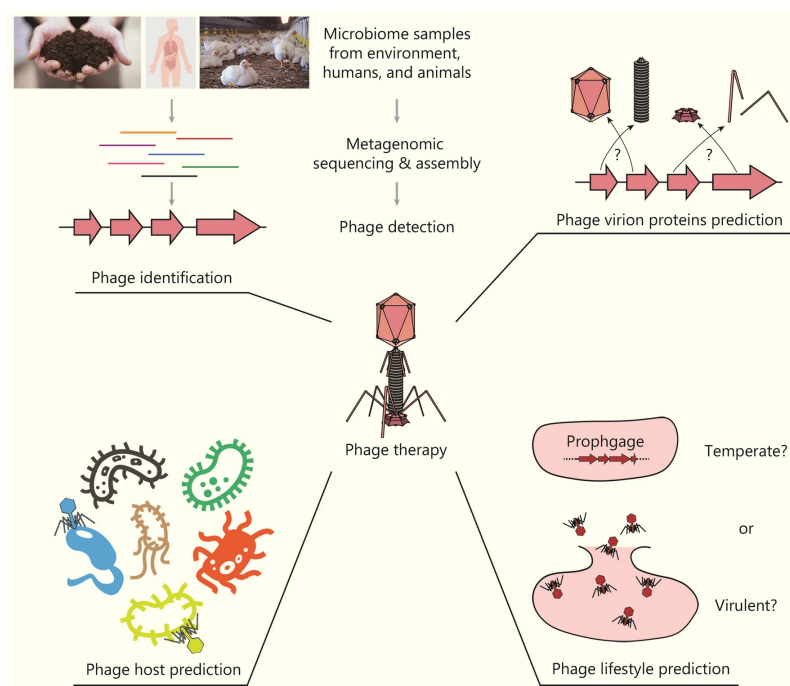 Microbiome samples
from environment,
humans, and animals
Metagenomic
sequencing & assembly
Phage detection
Phage identification
?
?
Phage virion proteins prediction
Phage therapy
Phage host prediction
Prophgage
Temperate?
or
Virulent?
Phage lifestyle prediction